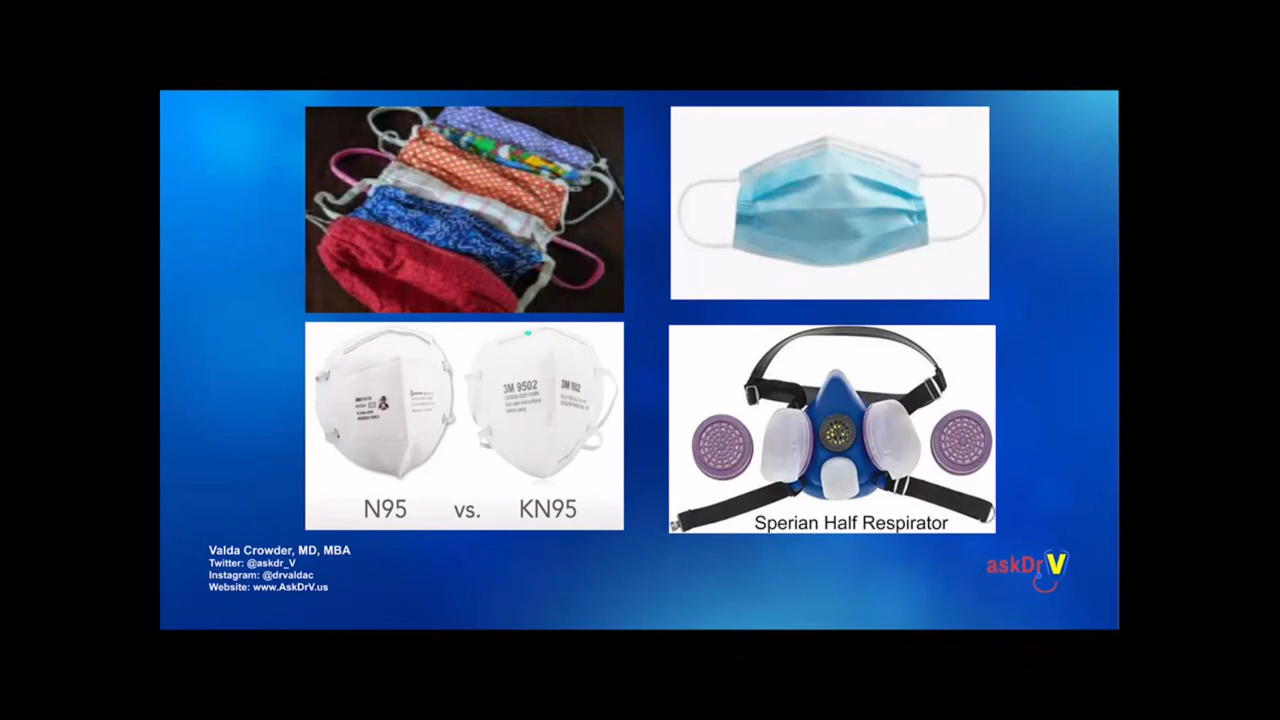 3M 9502
N95 vs. KN95
Sperian Half Respirator
Valda Crowder, MD, MBA
Twitter: @askdr_V
Instagram: @drvaldac
Website: www.AskDrV.us
askDrV